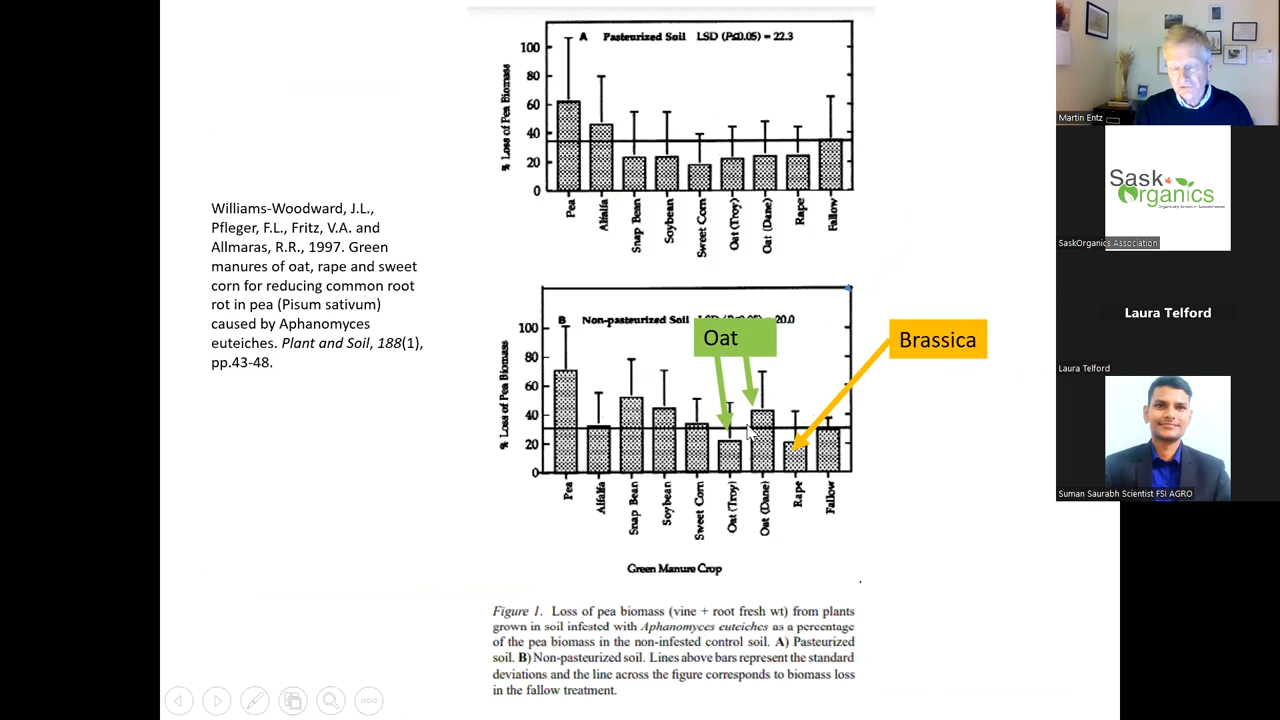 Williams-Woodward, J.L.,
Pfleger, F.L., Fritz, V.A. and
Allmaras, R.R., 1997. Green
manures of oat, rape and sweet
corn for reducing common root
rot in pea (Pisum sativum)
caused by Aphanomyces
euteiches. Plant and Soil, 188(1),
pp.43-48.
A Pasteurized Soil LSD (P≤0.05) = 22.3
% Loss of Pea Biomass
100
80
60
40
20
0
Pea
Alfalfa
Snap Bean
Soybean
Sweet Corn
Oat (Troy)
Oat (Dane)
Rape
Fallow
B Non-pasteurized Soil = 20.0
% Loss of Pea Biomass
100
80
60
40
20
0
Pea
Alfalfa
Snap Bean
Soybean
Sweet Corn
Oat (Troy)
Oat (Dane)
Rape
Fallow
Oat
Brassica
Green Manure Crop
Figure 1. Loss of pea biomass (vine + root fresh wt) from plants
grown in soil infested with Aphanomyces euteiches as a percentage
of the pea biomass in the non-infested control soil. A) Pasteurized
soil. B) Non-pasteurized soil. Lines above bars represent the standard
deviations and the line across the figure corresponds to biomass loss
in the fallow treatment.
Martin Entz
Sask
Organics
SaskOrganics Association
Laura Telford
Laura Telford
Suman Saurabh Scientist FSI AGRO